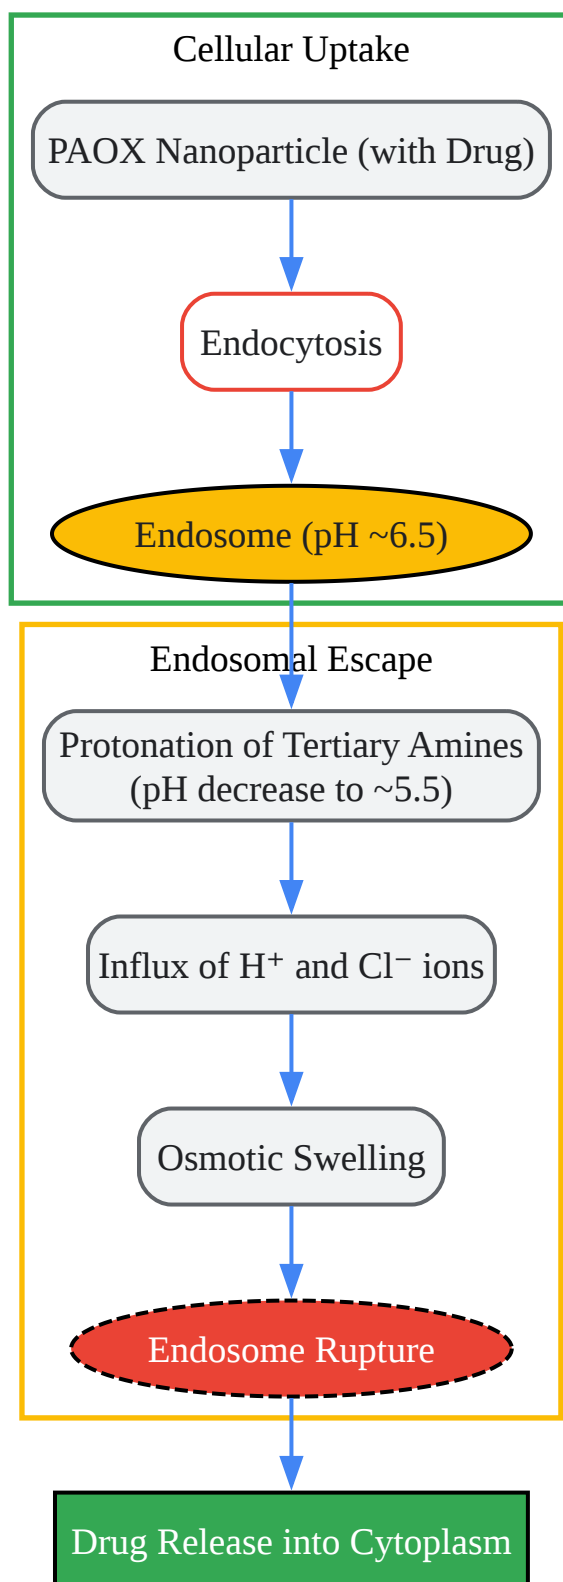 Cellular Uptake
PAOX Nanoparticle (with Drug)
Endocytosis
Endosome (pH ~6.5)
Endosomal Escape
Protonation of Tertiary Amines
(pH decrease to ~5.5)
Influx of H⁺ and Cl⁻ ions
Osmotic Swelling
Endosome Rupture
Drug Release into Cytoplasm